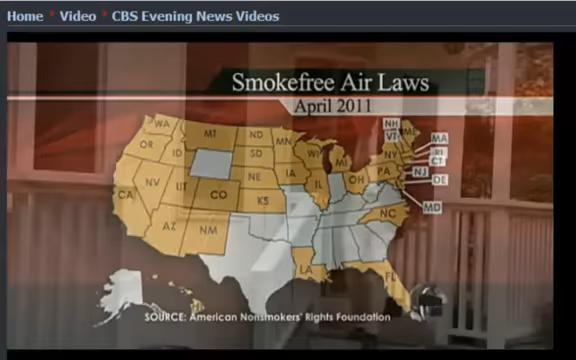 Home * Video * CBS Evening News Videos
Smokefree Air Laws
April 2011
WA
MT
ND
MN
NH
VT
ME
OR
ID
SD
WI
MI
NY
MA
RI
CT
NV
UT
CO
NE
IA
IL
OH
PA
NJ
DE
CA
KS
MD
AZ
NM
NC
LA
FL
SOURCE: American Nonsmokers' Rights Foundation